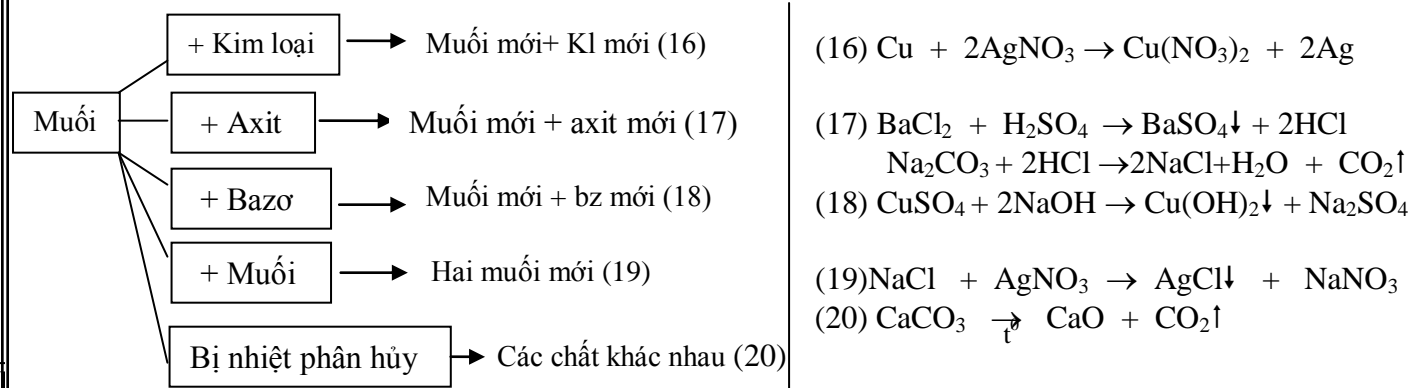 + Kim loại → Muối mới+ Kl mới (16)
Muối
+ Axit → Muối mới + axit mới (17)
+ Bazơ → Muối mới + bz mới (18)
+ Muối → Hai muối mới (19)
Bị nhiệt phân hủy → Các chất khác nhau (20)
(16) Cu + 2AgNO₃ → Cu(NO₃)₂ + 2Ag
(17) BaCl₂ + H₂SO₄ → BaSO₄↓ + 2HCl
Na₂CO₃ + 2HCl →2NaCl+H₂O + CO₂↑
(18) CuSO₄ + 2NaOH → Cu(OH)₂↓ + Na₂SO₄
(19)NaCl + AgNO₃ → AgCl↓ + NaNO₃
(20) CaCO₃ →t⁰ CaO + CO₂↑